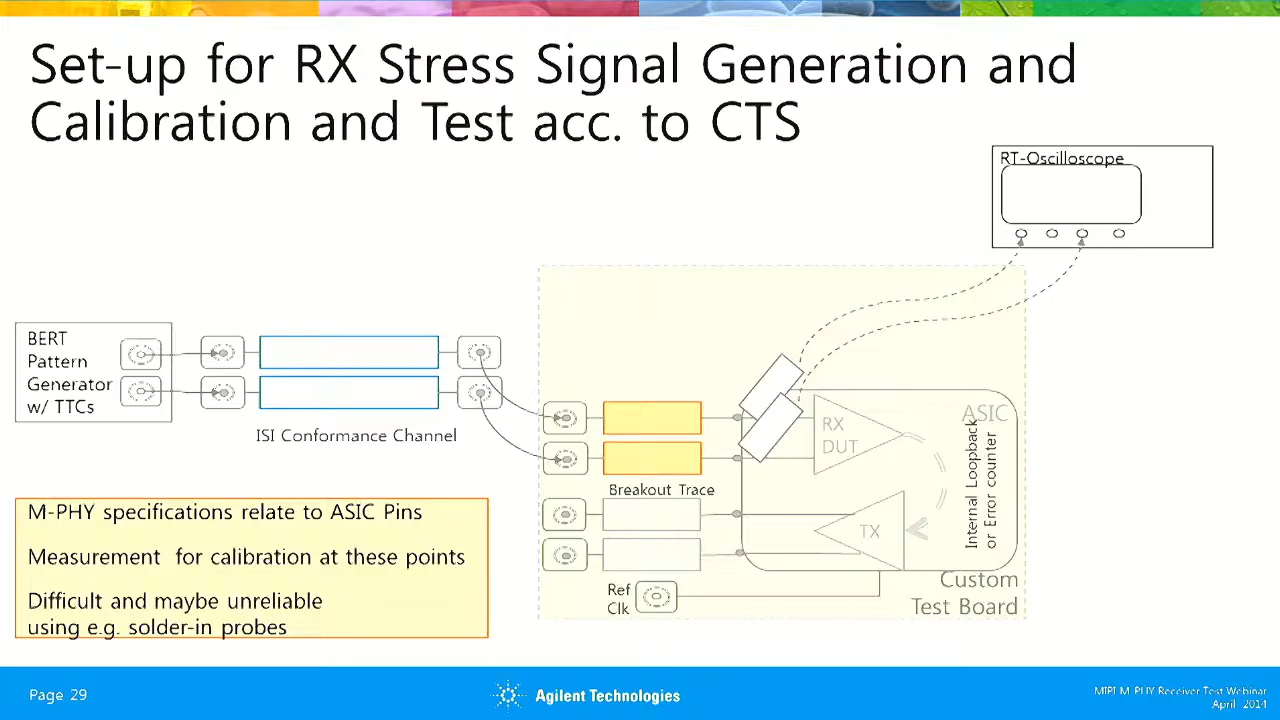 Set-up for RX Stress Signal Generation and
Calibration and Test acc. to CTS
RT-Oscilloscope
BERT
Pattern
Generator
w/ TTCs
ISI Conformance Channel
RX
DUT
ASIC
Internal Loopback
or Error counter
Breakout Trace
TX
Ref
Clk
Custom
Test Board
M-PHY specifications relate to ASIC Pins
Measurement for calibration at these points
Difficult and maybe unreliable
using e.g. solder-in probes
Page 29
Agilent Technologies
MIPI M-PHY Receiver Test Webinar
April 2014